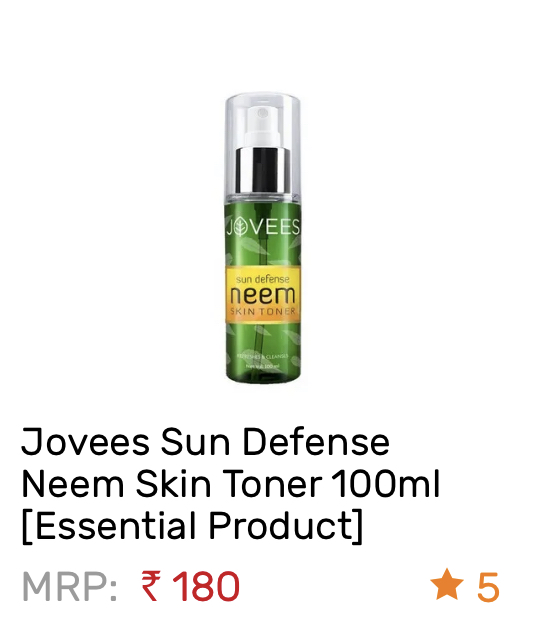 JOVEES
sun defense
neem
SKIN TONER
Jovees Sun Defense
Neem Skin Toner 100ml
[Essential Product]
MRP: ₹ 180
5